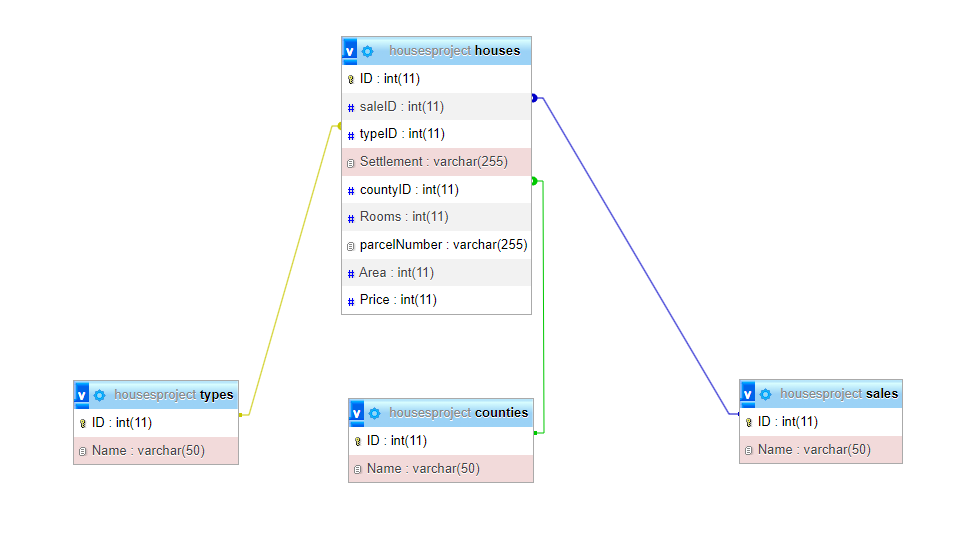 v housesproject houses
ID : int(11)
# saleID : int(11)
# typeID : int(11)
Settlement : varchar(255)
# countyID : int(11)
# Rooms : int(11)
parcelNumber : varchar(255)
# Area : int(11)
# Price : int(11)
v housesproject types
ID : int(11)
Name : varchar(50)
v housesproject counties
ID : int(11)
Name : varchar(50)
v housesproject sales
ID : int(11)
Name : varchar(50)